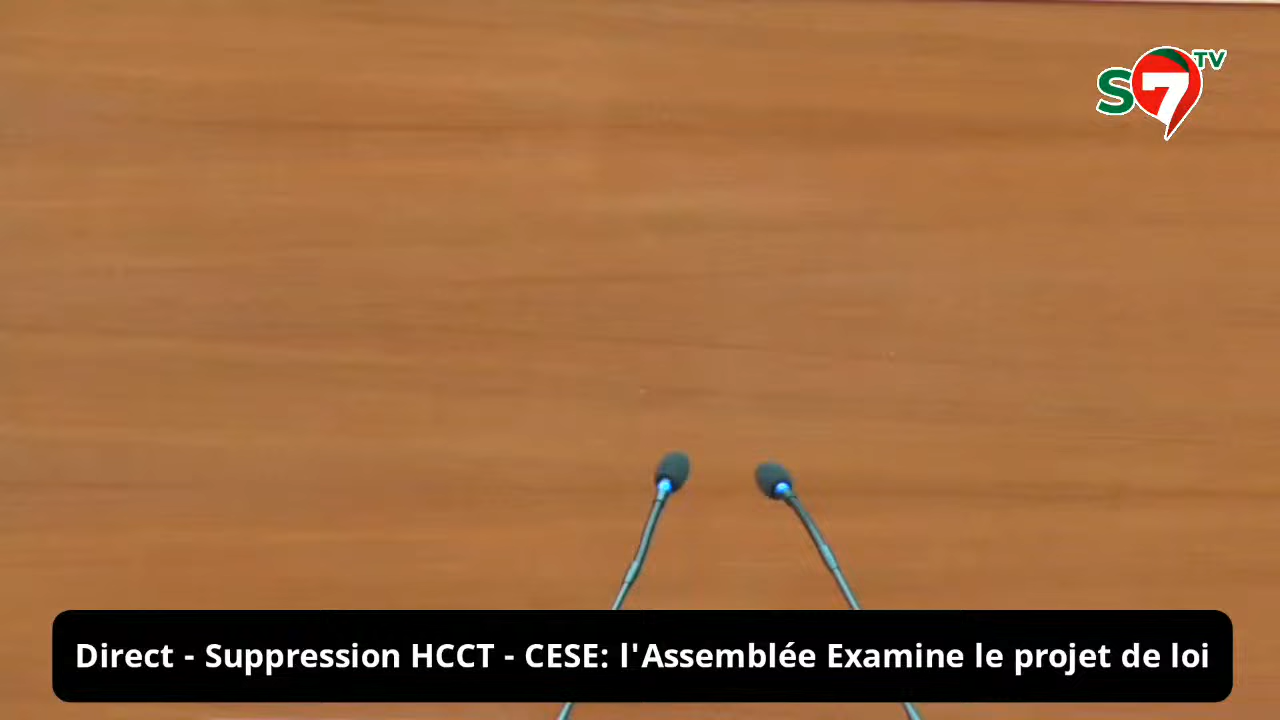 S7 TV
Direct - Suppression HCCT - CESE: l'Assemblée Examine le projet de loi